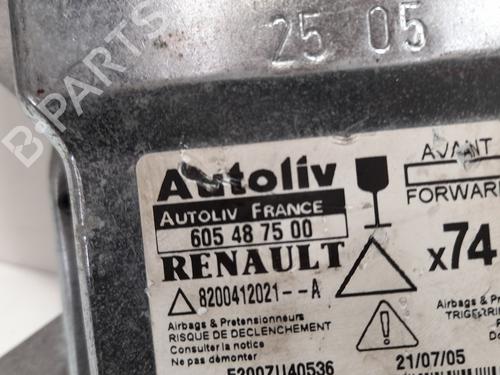 25 05
B-PARTS
Autoliv
AUTOLIV FRANCE
605 48 75 00
RENAULT
8200412021--A
AVANT
FORWARD
x74
Airbags & Pretensionneurs
RISQUE DE DECLENCHEMENT
Consulter la notice
Ne pas démonter
Airbags & Pr
21/07/05